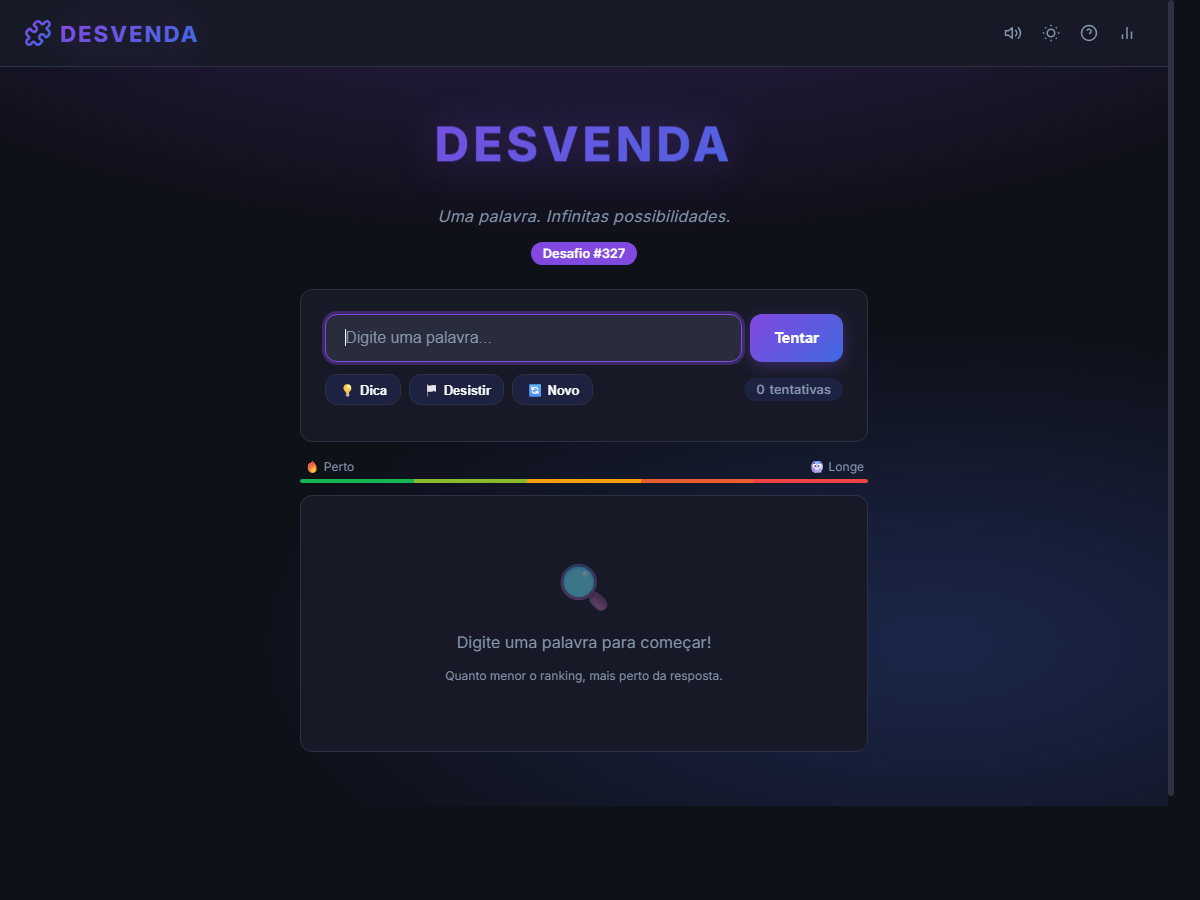 DESVENDA
DESVENDA
Uma palavra. Infinitas possibilidades.
Desafio #327
Digite uma palavra...
Tentar
Dica
Desistir
Novo
0 tentativas
Perto
Longe
Digite uma palavra para começar!
Quanto menor o ranking, mais perto da resposta.